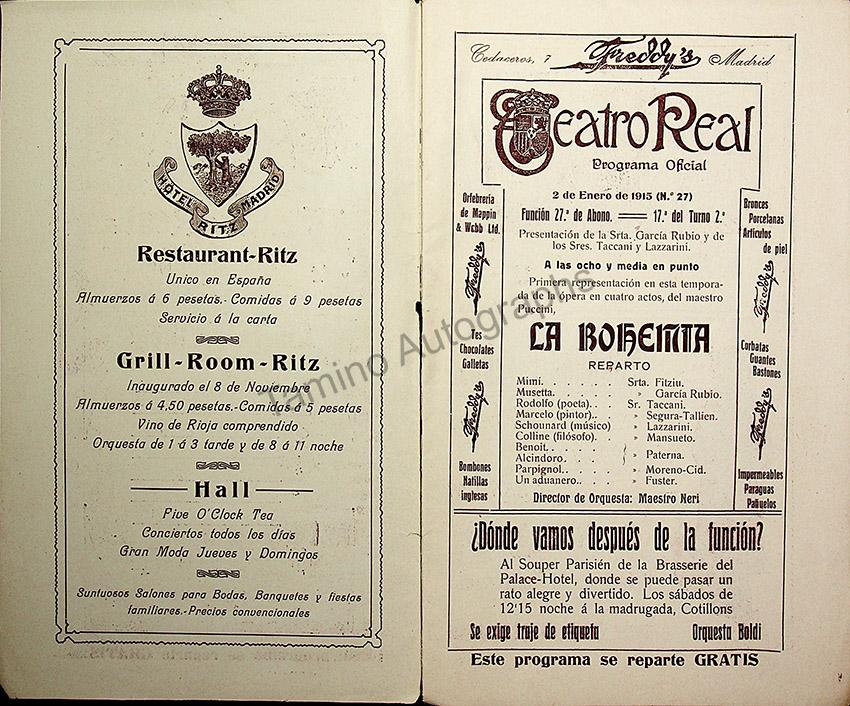 HOTEL RITZ MADRID
Restaurant-Ritz
Unico en España
Almuerzos á 6 pesetas.-Comidas á 9 pesetas
Servicio á la carta
Grill-Room-Ritz
Inaugurado el 8 de Noviembre
Almuerzos á 4,50 pesetas.-Comidas á 5 pesetas
Vino de Rioja comprendido
Orquesta de 1 á 3 tarde y de 8 á 11 noche
Hall
Five O'Clock Tea
Conciertos todos los días
Gran Moda Jueves y Domingos
Suntuosos Salones para Bodas, Banquetes y fiestas
familiares.-Precios convencionales
Cedaceros, 7 Freddy's Madrid
Teatro Real
Programa Oficial
2 de Enero de 1915 (N.º 27)
Función 27.ª de Abono. 17.ª del Turno 2.º
Presentación de la Srta. García Rubio y de
los Sres. Taccani y Lazzarini.
A las ocho y media en punto
Primera representación en esta tempora-
da de la ópera en cuatro actos, del maestro
Puccini,
LA BOHEMIA
REPARTO
Mimí. . . . . . . Srta. Fitziu.
Musetta. . . . . . » García Rubio.
Rodolfo (poeta). . . Sr. Taccani.
Marcelo (pintor). . . » Segura-Tallien.
Schounard (músico) » Lazzarini.
Colline (filósofo). . » Mansueto.
Benoit. . . . . .
Alcindoro. . . . . » Paterna.
Parpignol. . . . . » Moreno-Cid.
Un aduanero. . . . » Fuster.
Director de Orquesta: Maestro Neri
Orfebrería
de Mappin
& Webb Ltd.
Freddy's
Tes
Chocolates
Galletas
Freddy's
Bombones
Natillas
inglesas
Bronces
Porcelanas
Artículos
de piel
Freddy's
Corbatas
Guantes
Bastones
Freddy's
Impermeables
Paraguas
Pañuelos
¿Dónde vamos después de la función?
Al Souper Parisién de la Brasserie del
Palace-Hotel, donde se puede pasar un
rato alegre y divertido. Los sábados de
12'15 noche á la madrugada, Cotillons
Se exige traje de etiqueta Orquesta Boldi
Este programa se reparte GRATIS
Tamino Autographs